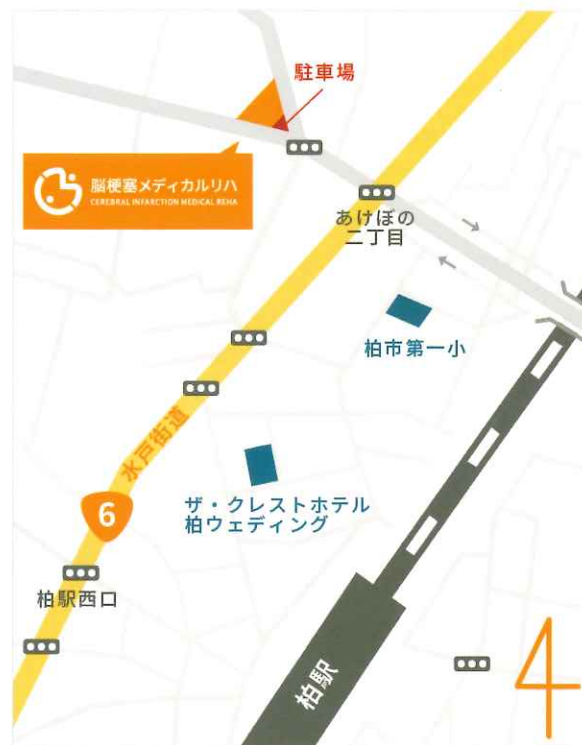 駐車場
脳梗塞メディカルリハ
CEREBRAL INFARCTION MEDICAL REHA
あけぼの
二丁目
柏市第一小
水戸街道
ザ・クレストホテル
柏ウェディング
6
柏駅西口
柏駅